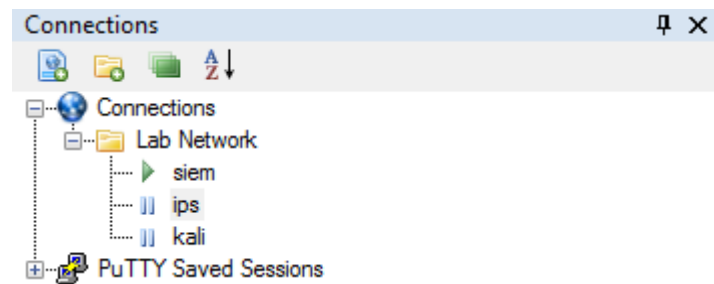 Connections
Connections
Lab Network
siem
ips
kali
PuTTY Saved Sessions